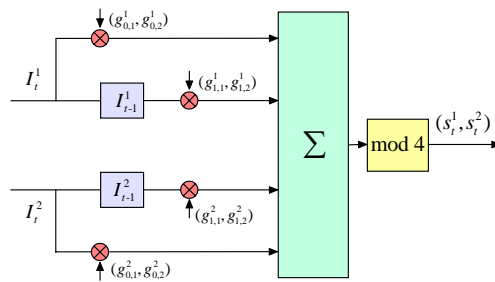 (g^1_{0,1}, g^1_{0,2})
I^1_t
(g^1_{1,1}, g^1_{1,2})
I^1_{t-1}
(s^1_t, s^2_t)
Σ
mod 4
I^2_{t-1}
I^2_t
(g^2_{1,1}, g^2_{1,2})
(g^2_{0,1}, g^2_{0,2})